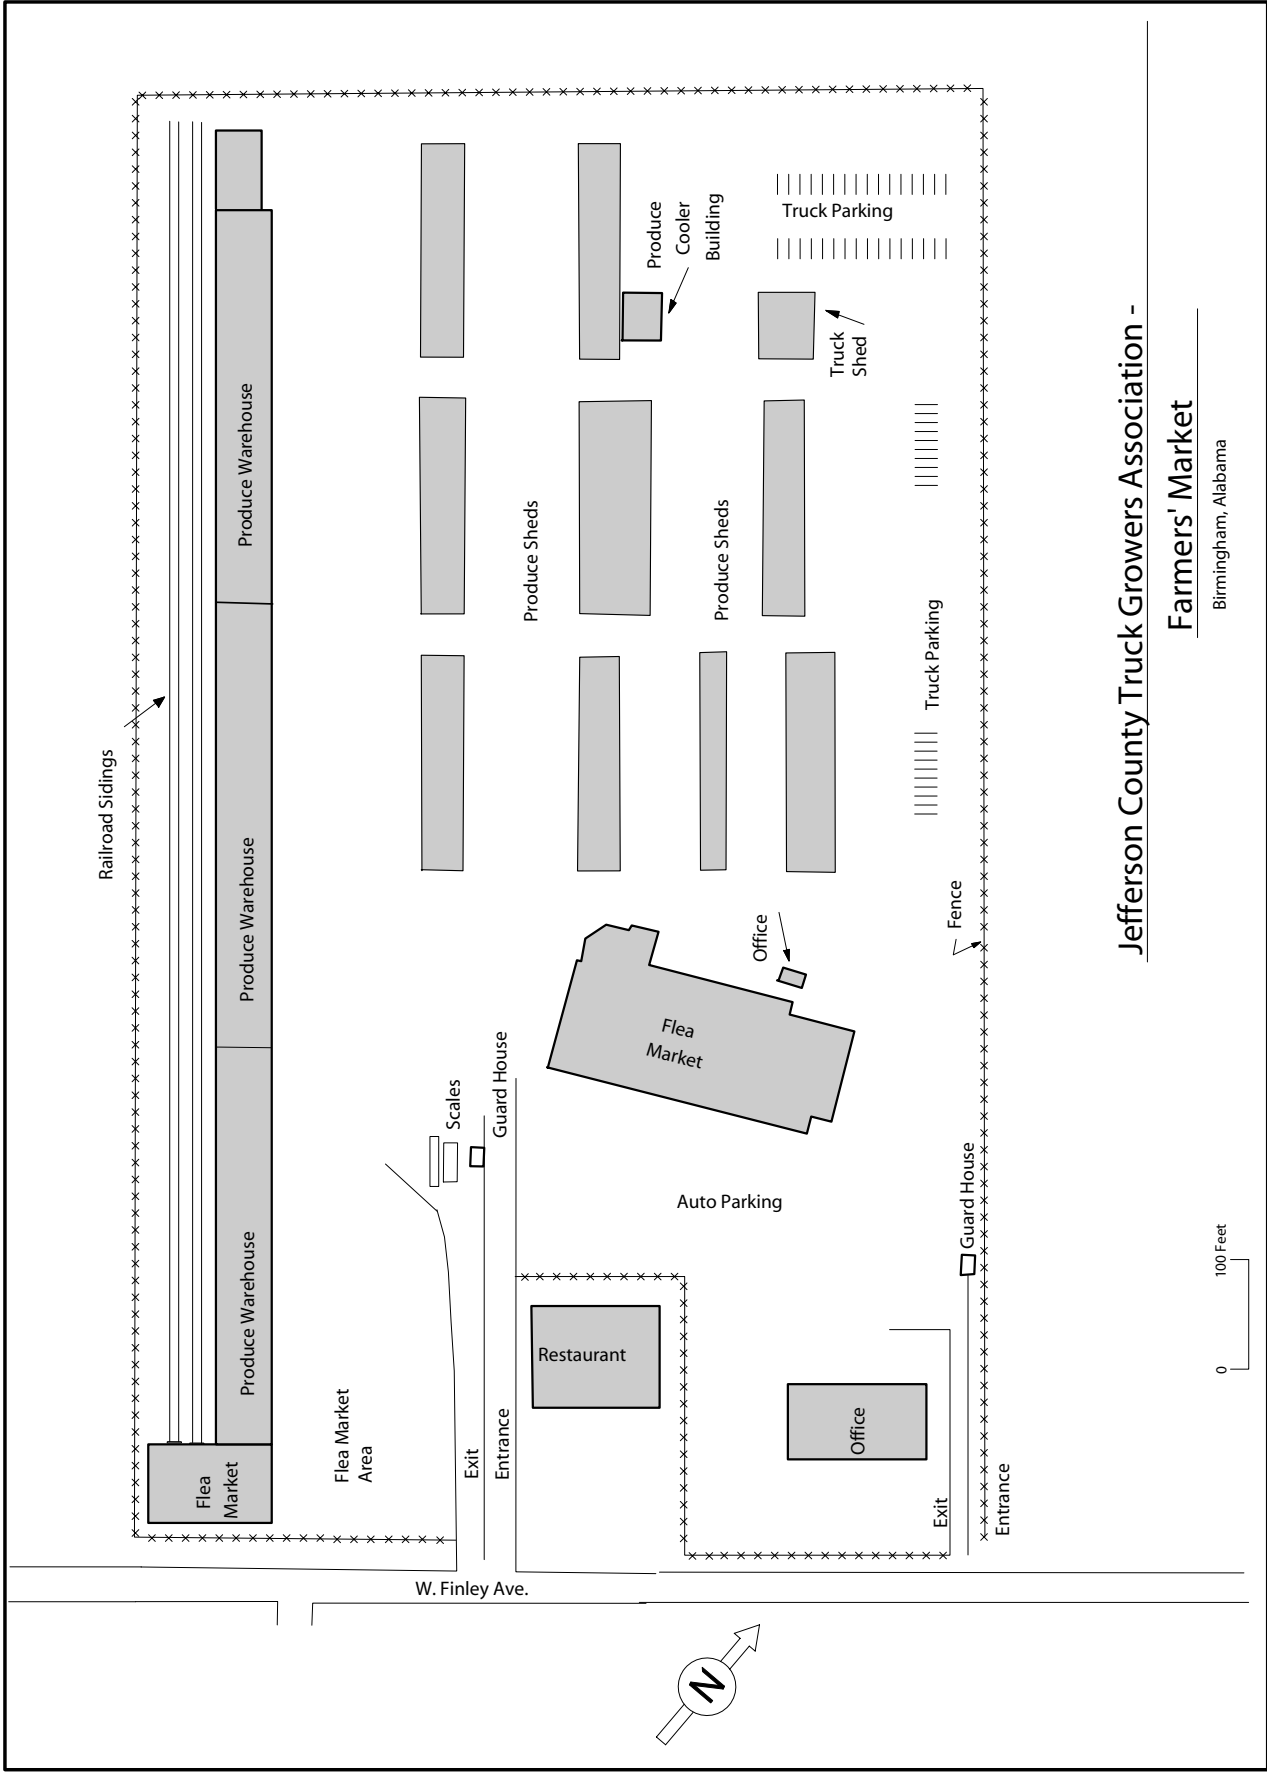 Jefferson County Truck Growers Association -
Farmers' Market
Birmingham, Alabama
Railroad Sidings
Produce Warehouse
Produce Warehouse
Produce Warehouse
Flea
Market
Flea Market
Area
Produce
Cooler
Building
Truck Parking
Truck
Shed
Produce Sheds
Produce Sheds
Truck Parking
Office
Fence
Flea
Market
Scales
Guard House
Auto Parking
Guard House
Restaurant
Office
Exit
Entrance
Exit
Entrance
W. Finley Ave.
0
100 Feet
N